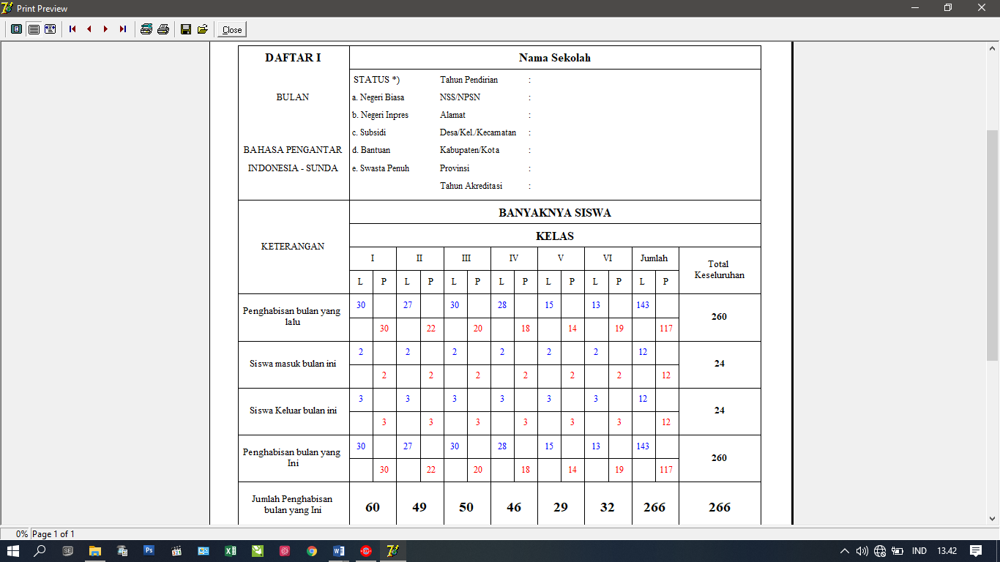 Print Preview
Close
DAFTAR I
Nama Sekolah
STATUS *) Tahun Pendirian :
BULAN a. Negeri Biasa NSS/NPSN :
b. Negeri Inpres Alamat :
c. Subsidi Desa/Kel./Kecamatan :
BAHASA PENGANTAR d. Bantuan Kabupaten/Kota :
INDONESIA - SUNDA e. Swasta Penuh Provinsi :
Tahun Akreditasi :
KETERANGAN
BANYAKNYA SISWA
KELAS
I II III IV V VI Jumlah Total Keseluruhan
L P L P L P L P L P L P L P
Penghabisan bulan yang lalu
30 27 30 28 15 13 143
30 22 20 18 14 19 117
260
Siswa masuk bulan ini
2 2 2 2 2 2 12
2 2 2 2 2 2 12
24
Siswa Keluar bulan ini
3 3 3 3 3 3 12
3 3 3 3 3 3 12
24
Penghabisan bulan yang Ini
30 27 30 28 15 13 143
30 22 20 18 14 19 117
260
Jumlah Penghabisan bulan yang Ini
60 49 50 46 29 32 266 266
0% Page 1 of 1
IND 13.42